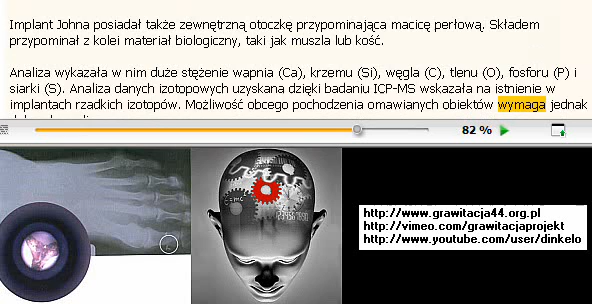 Implant Johna posiadał także zewnętrzną otoczkę przypominająca macicę perłową. Składem
przypominał z kolei materiał biologiczny, taki jak muszla lub kość.
Analiza wykazała w nim duże stężenie wapnia (Ca), krzemu (Si), węgla (C), tlenu (O), fosforu (P) i
siarki (S). Analiza danych izotopowych uzyskana dzięki badaniu ICP-MS wskazała na istnienie w
implantach rzadkich izotopów. Możliwość obcego pochodzenia omawianych obiektów wymaga jednak
82 %
http://www.grawitacja44.org.pl
http://vimeo.com/grawitacjaprojekt
http://www.youtube.com/user/dinkelo